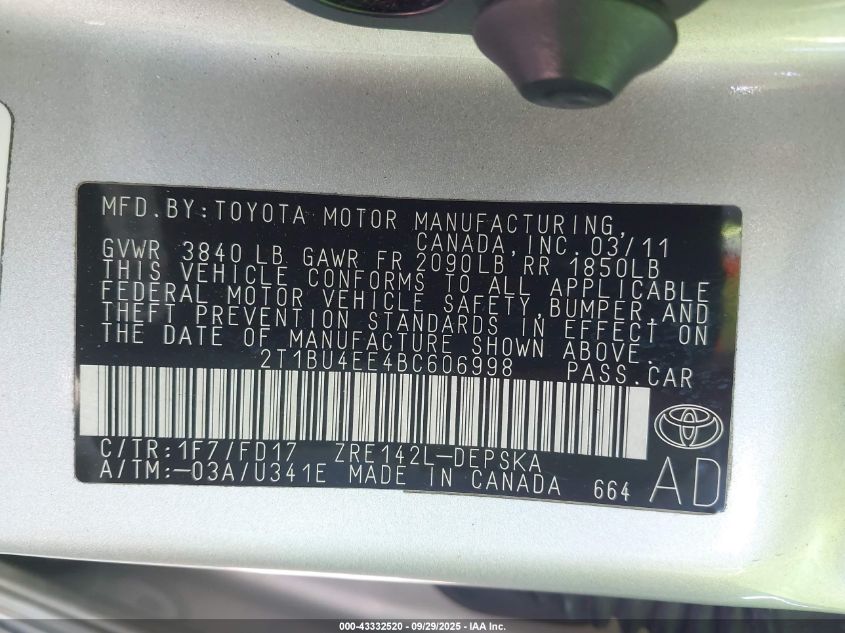 MFD.BY:TOYOTA MOTOR MANUFACTURING,
CANADA,INC. 03/11
GVWR 3840 LB GAWR FR 2090LB RR 1850LB
THIS VEHICLE CONFORMS TO ALL APPLICABLE
FEDERAL MOTOR VEHICLE SAFETY,BUMPER,AND
THEFT PREVENTION STANDARDS IN EFFECT ON
THE DATE OF MANUFACTURE SHOWN ABOVE.
2T1BU4EE4BC606998 PASS.CAR
C/TR:1F7/FD17 ZRE142L-DEPSKA
A/TM:-03A/U341E MADE IN CANADA 664 AD
000-43332520 09/29/2025 - IAA Inc.